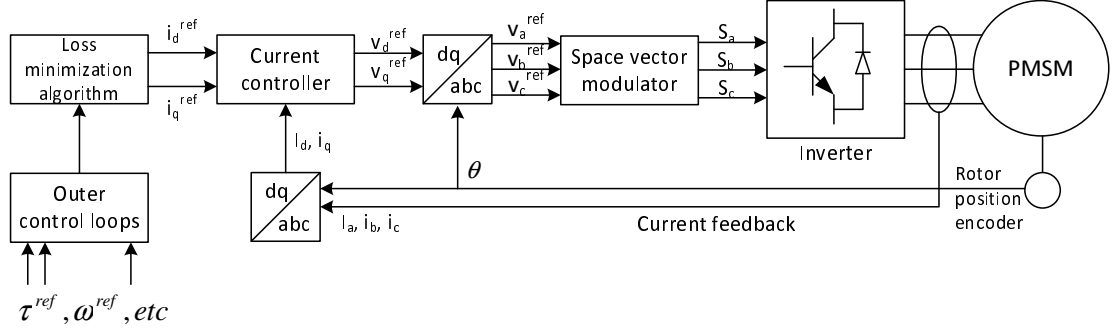 Loss
minimization
algorithm
i_d^ref
i_q^ref
Current
controller
v_d^ref
v_q^ref
dq
abc
v_a^ref
v_b^ref
v_c^ref
Space vector
modulator
S_a
S_b
S_c
Inverter
PMSM
I_d, i_q
θ
Outer
control loops
dq
abc
I_a, i_b, i_c
Current feedback
Rotor
position
encoder
τ^ref, ω^ref, etc